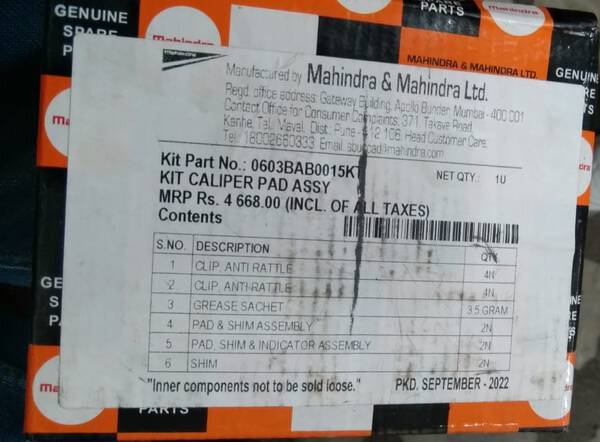 GENUINE
SPARE
PARTS
Mahindra
MAHINDRA & MAHINDRA LTD.
GENUINE
Manufactured by Mahindra & Mahindra Ltd.
Regd. office address: Gateway Building, Apollo Bunder, Mumbai - 400 001
Contact Office for Consumer Complaints: 371, Takave Road,
Kanhe, Tal. Maval, Dist.: Pune - 412 106. Head Customer Care,
Tel: 18002660333
Kit Part No.: 0603BAB0015KT
NET QTY.: 1U
KIT CALIPER PAD ASSY
MRP Rs. 4 668.00 (INCL. OF ALL TAXES)
Contents
S.NO. DESCRIPTION QTY
1 CLIP, ANTI RATTLE 4N
2 CLIP, ANTI-RATTLE 4N
3 GREASE SACHET 3.5 GRAM
4 PAD & SHIM ASSEMBLY 2N
5 PAD, SHIM & INDICATOR ASSEMBLY 2N
6 SHIM 2N
"Inner components not to be sold loose."
PKD. SEPTEMBER - 2022
PARTS